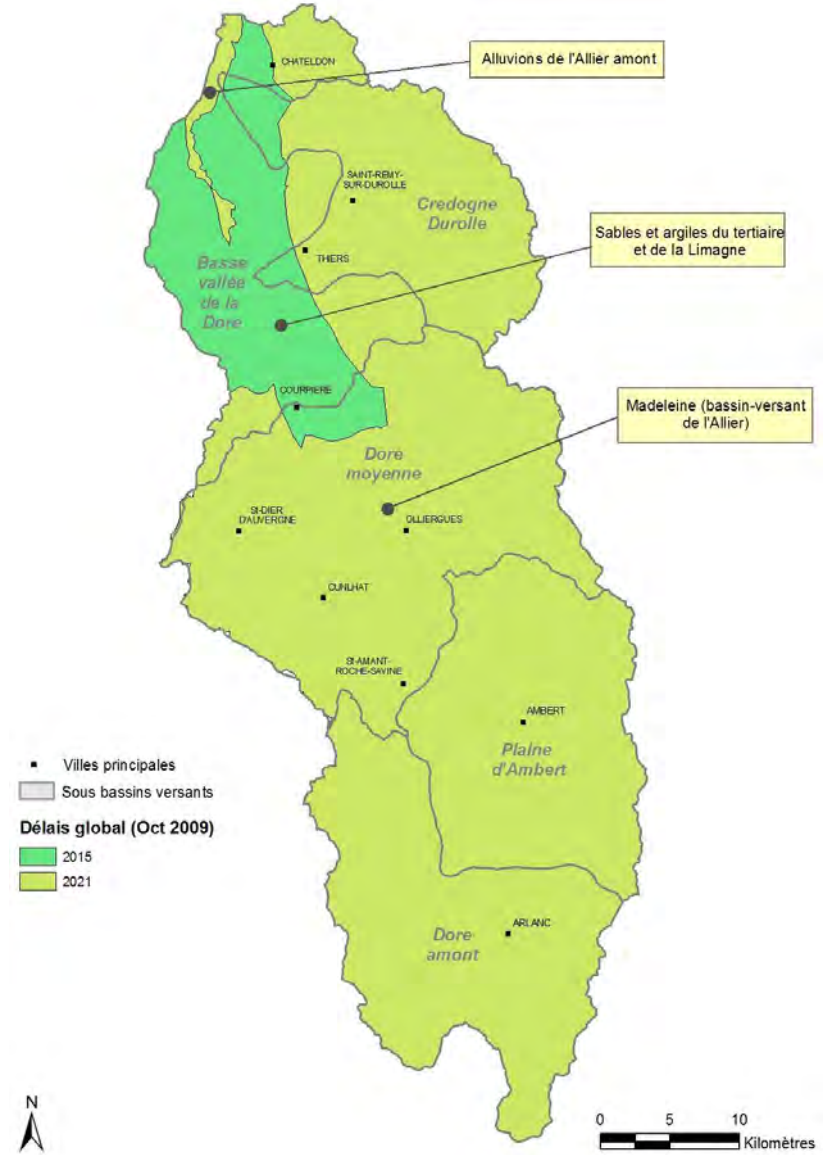 Alluvions de l'Allier amont
CHATELDON
SAINT-REMY-
SUR-DUROLLE
Credogne
Durolle
Sables et argiles du tertiaire
et de la Limagne
THIERS
Basse
vallée
de la
Dore
COURPIERE
Madeleine (bassin-versant
de l'Allier)
Dore
moyenne
ST-DIER
D'AUVERGNE
OLLIERGUES
CUNLHAT
ST-AMANT-
ROCHE-SAVINE
AMBERT
Plaine
d'Ambert
Villes principales
Sous bassins versants
Délais global (Oct 2009)
2015
2021
ARLANC
Dore
amont
N
0 5 10
Kilomètres